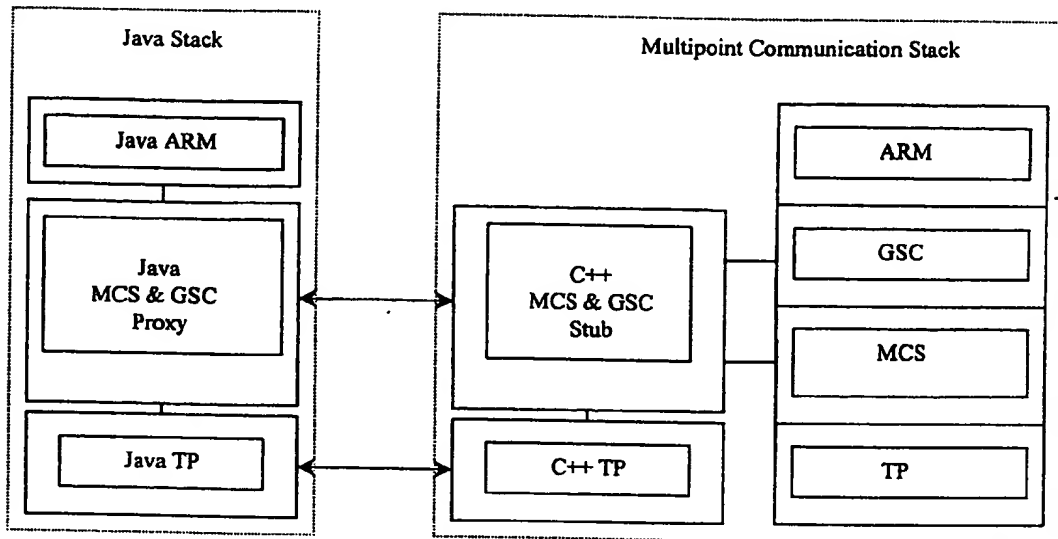 Java Stack
Java ARM
Java
MCS & GSC
Proxy
Java TP
Multipoint Communication Stack
C++
MCS & GSC
Stub
C++ TP
ARM
GSC
MCS
TP